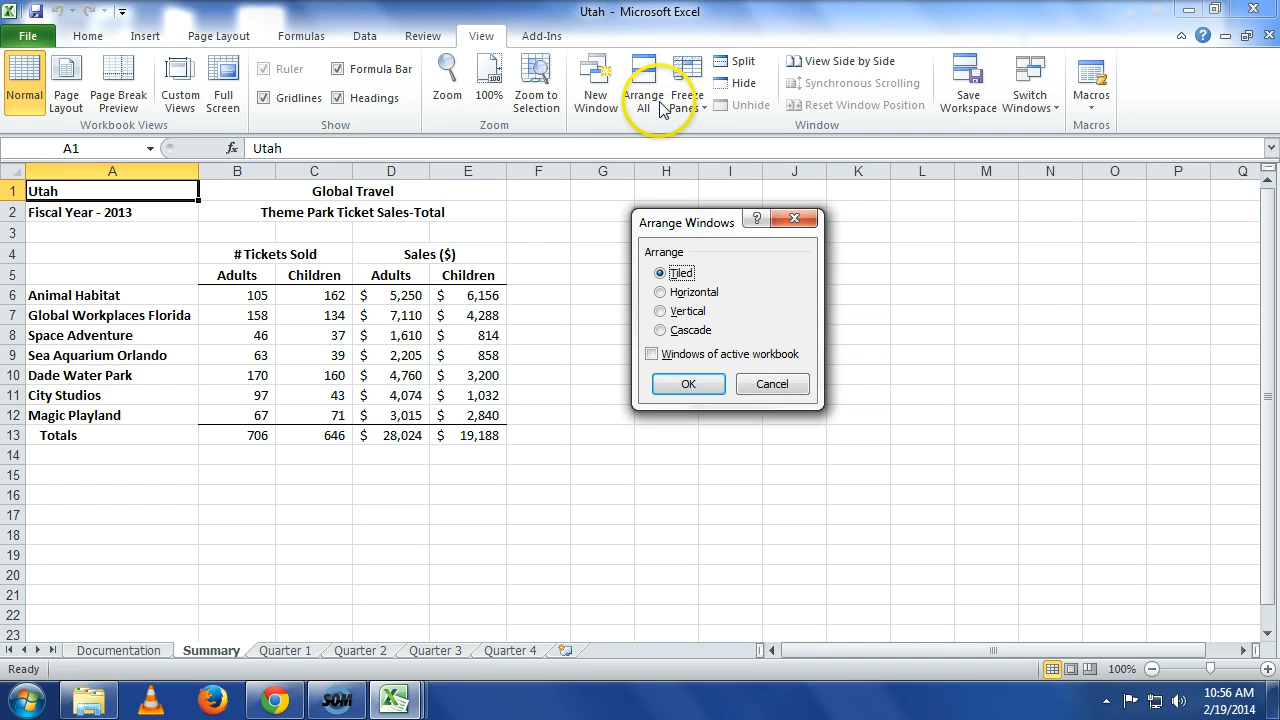 Utah - Microsoft Excel
File Home Insert Page Layout Formulas Data Review View Add-Ins
Normal
Page Layout
Page Break Preview
Custom Views
Full Screen
Workbook Views
Ruler
Formula Bar
Gridlines
Headings
Show
Zoom
100%
Zoom to Selection
Zoom
New Window
Arrange All
Freeze Panes
Split
Hide
Unhide
View Side by Side
Synchronous Scrolling
Reset Window Position
Save Workspace
Switch Windows
Window
Macros
Macros
A1 fx Utah
A B C D E F G H I J K L M N O P Q
1 Utah Global Travel
2 Fiscal Year - 2013 Theme Park Ticket Sales-Total
3
4 # Tickets Sold Sales ($)
5 Adults Children Adults Children
6 Animal Habitat 105 162 $ 5,250 $ 6,156
7 Global Workplaces Florida 158 134 $ 7,110 $ 4,288
8 Space Adventure 46 37 $ 1,610 $ 814
9 Sea Aquarium Orlando 63 39 $ 2,205 $ 858
10 Dade Water Park 170 160 $ 4,760 $ 3,200
11 City Studios 97 43 $ 4,074 $ 1,032
12 Magic Playland 67 71 $ 3,015 $ 2,840
13 Totals 706 646 $ 28,024 $ 19,188
14
15
16
17
18
19
20
21
22
23
Arrange Windows
Arrange
Tiled
Horizontal
Vertical
Cascade
Windows of active workbook
OK Cancel
Documentation Summary Quarter 1 Quarter 2 Quarter 3 Quarter 4
Ready 100%
SOM
10:56 AM
2/19/2014